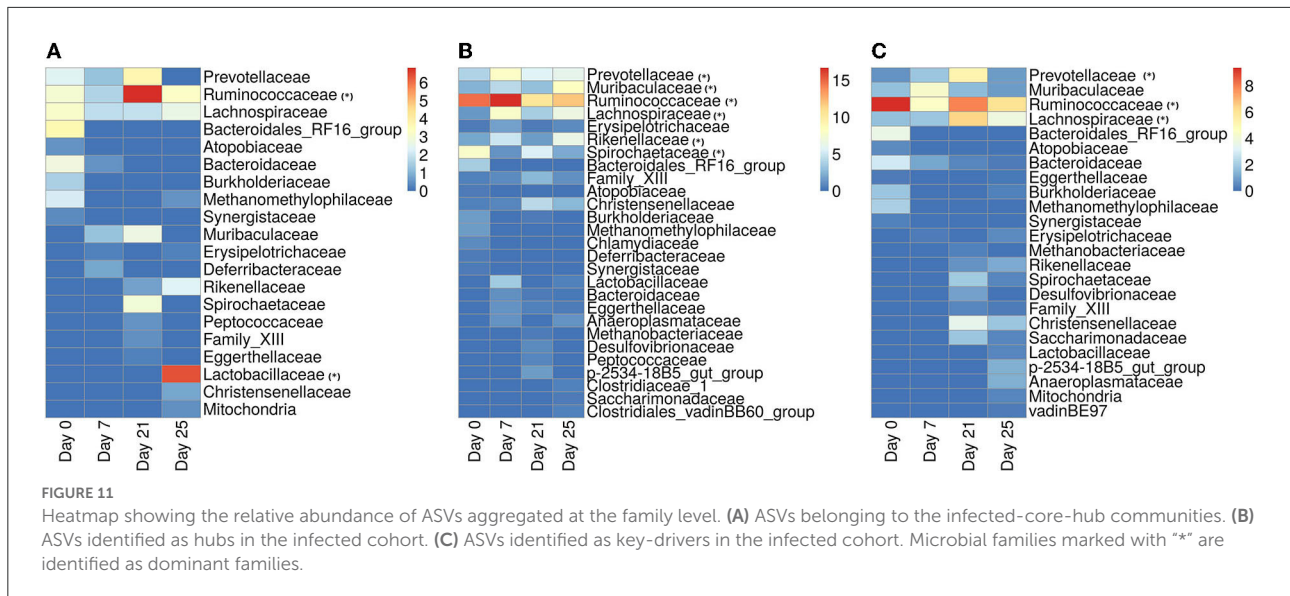 A
Prevotellaceae
Ruminococcaceae (*)
Lachnospiraceae
Bacteroidales_RF16_group
Atopobiaceae
Bacteroidaceae
Burkholderiaceae
Methanomethylophilaceae
Synergistaceae
Muribaculaceae
Erysipelotrichaceae
Deferribacteraceae
Rikenellaceae
Spirochaetaceae
Peptococcaceae
Family_XIII
Eggerthellaceae
Lactobacillaceae (*)
Christensenellaceae
Mitochondria
Day 0
Day 7
Day 21
Day 25
6
5
4
3
2
1
0
B
Prevotellaceae (*)
Muribaculaceae (*)
Ruminococcaceae (*)
Lachnospiraceae (*)
Erysipelotrichaceae
Rikenellaceae (*)
Spirochaetaceae (*)
Bacteroidales_RF16_group
Family_XIII
Atopobiaceae
Christensenellaceae
Burkholderiaceae
Methanomethylophilaceae
Chlamydiaceae
Deferribacteraceae
Synergistaceae
Lactobacillaceae
Bacteroidaceae
Eggerthellaceae
Anaeroplasmataceae
Methanobacteriaceae
Desulfovibrionaceae
Peptococcaceae
p-2534-18B5_gut_group
Clostridiaceae_1
Saccharimonadaceae
Clostridiales_vadinBB60_group
Day 0
Day 7
Day 21
Day 25
15
10
5
0
C
Prevotellaceae (*)
Muribaculaceae
Ruminococcaceae (*)
Lachnospiraceae (*)
Bacteroidales_RF16_group
Atopobiaceae
Bacteroidaceae
Eggerthellaceae
Burkholderiaceae
Methanomethylophilaceae
Synergistaceae
Erysipelotrichaceae
Methanobacteriaceae
Rikenellaceae
Spirochaetaceae
Desulfovibrionaceae
Family_XIII
Christensenellaceae
Saccharimonadaceae
Lactobacillaceae
p-2534-18B5_gut_group
Anaeroplasmataceae
Mitochondria
vadinBE97
Day 0
Day 7
Day 21
Day 25
8
6
4
2
0
FIGURE 11
Heatmap showing the relative abundance of ASVs aggregated at the family level. (A) ASVs belonging to the infected-core-hub communities. (B)
ASVs identified as hubs in the infected cohort. (C) ASVs identified as key-drivers in the infected cohort. Microbial families marked with “*” are
identified as dominant families.